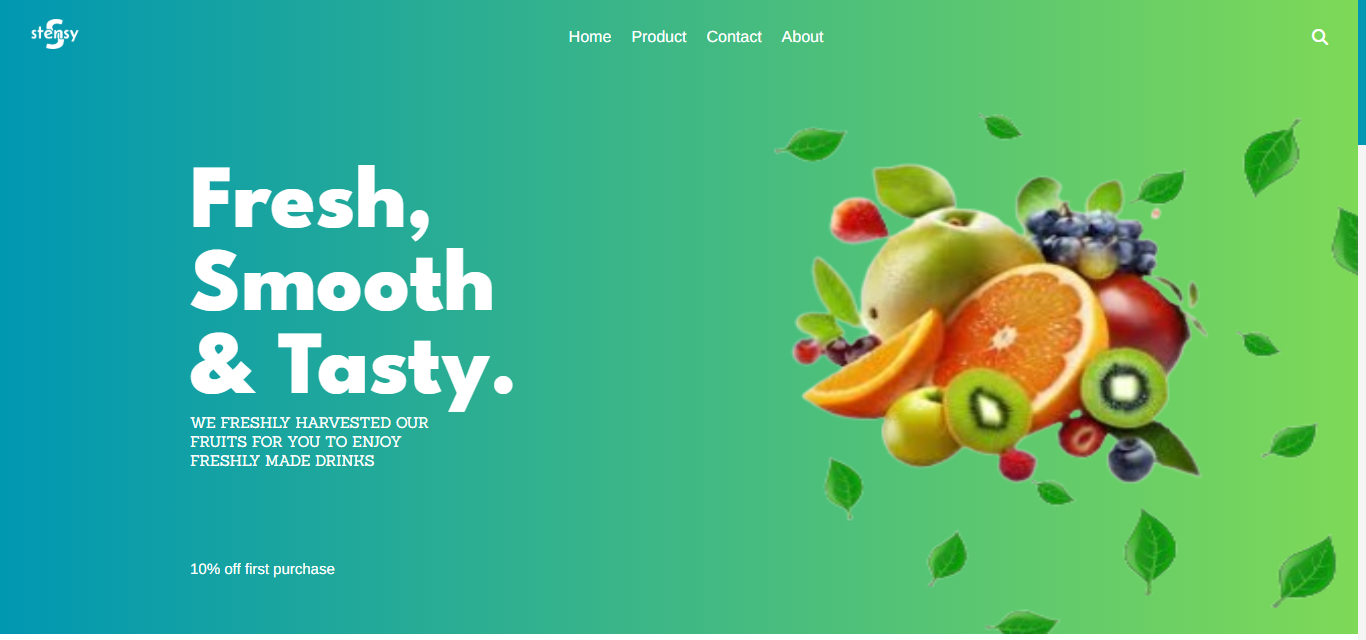 stensy
S
Home Product Contact About
Fresh,
Smooth
& Tasty.
WE FRESHLY HARVESTED OUR
FRUITS FOR YOU TO ENJOY
FRESHLY MADE DRINKS
10% off first purchase